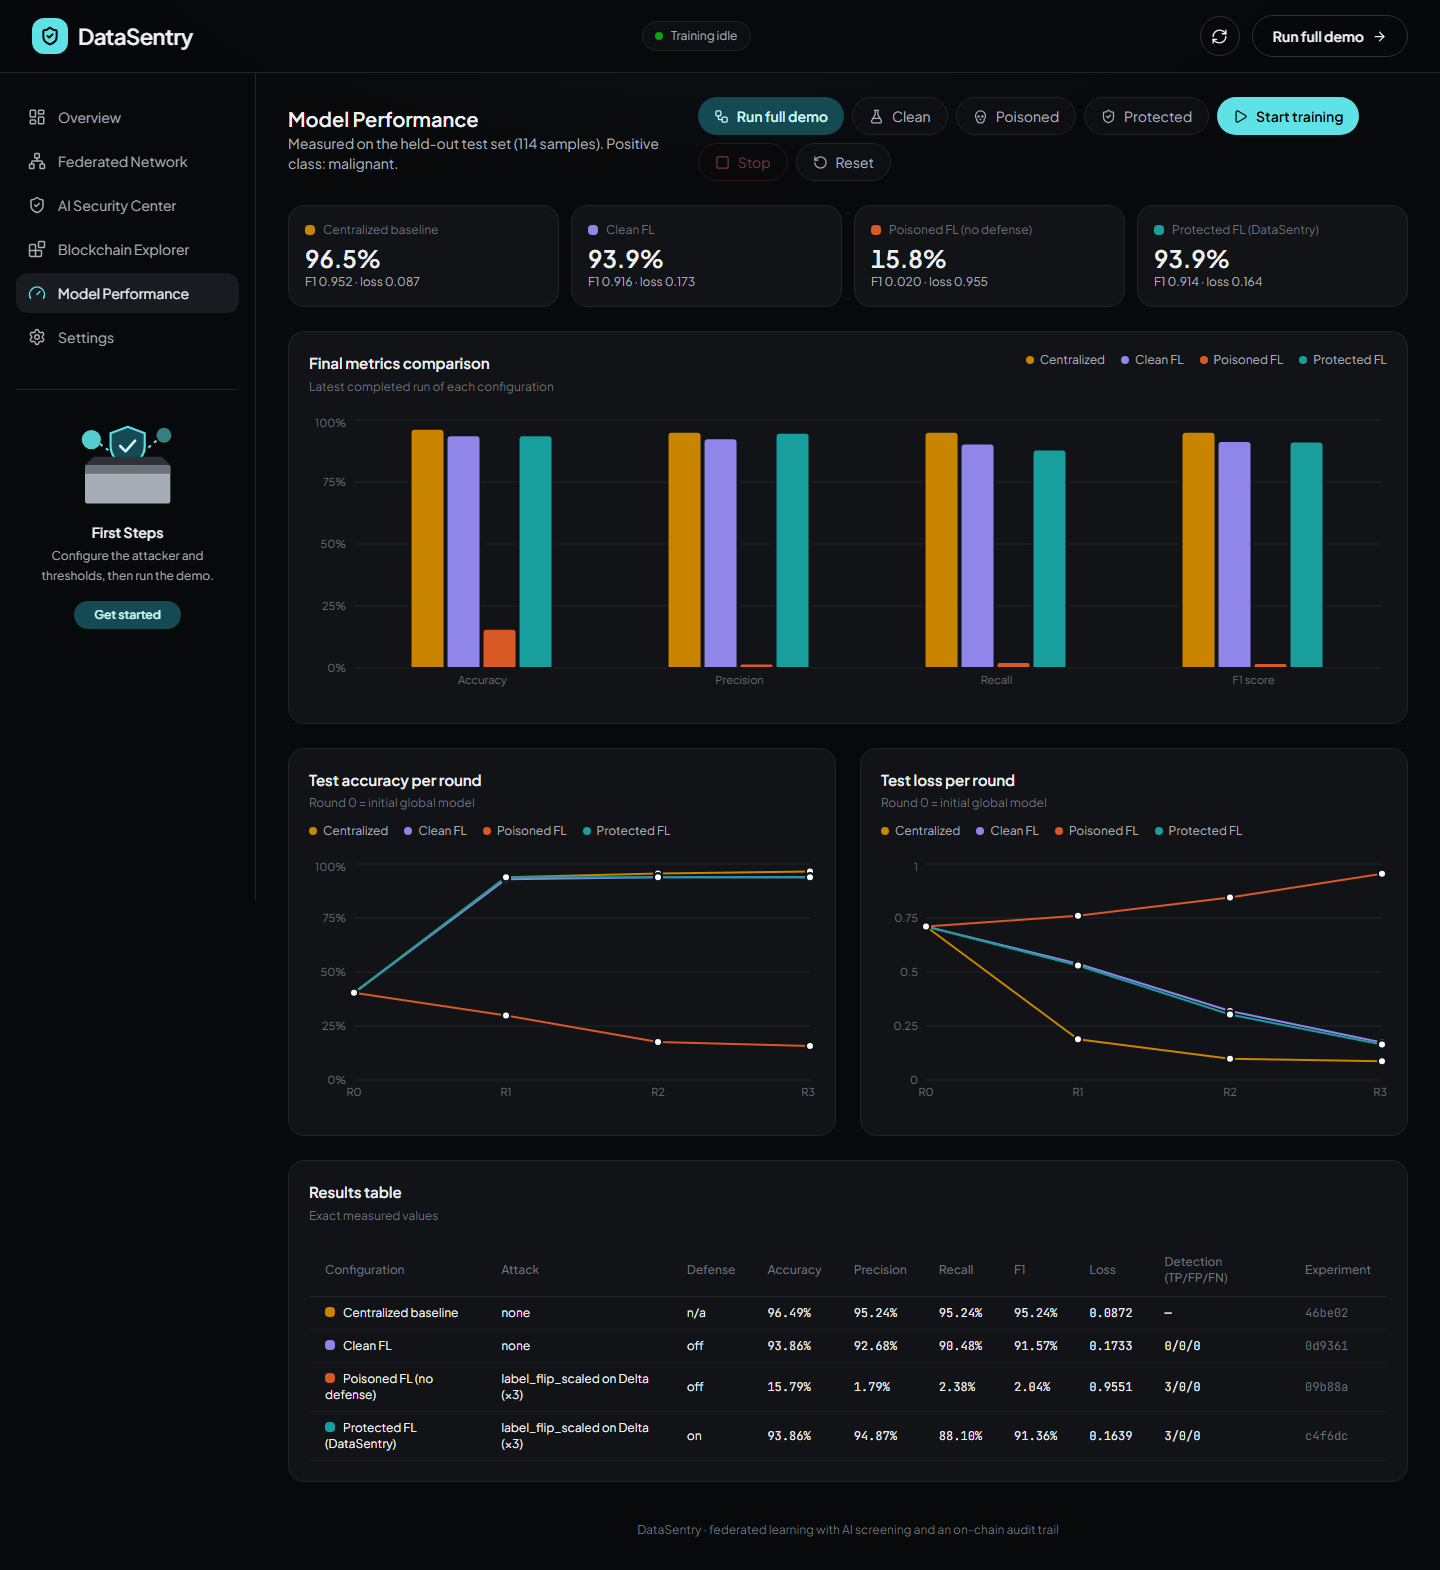 DataSentry
Training idle
Run full demo
Overview
Federated Network
AI Security Center
Blockchain Explorer
Model Performance
Settings
First Steps
Configure the attacker and
thresholds, then run the demo.
Get started
Model Performance
Measured on the held-out test set (114 samples). Positive
class: malignant.
Run full demo
Clean
Poisoned
Protected
Start training
Stop
Reset
Centralized baseline
96.5%
F1 0.952 · loss 0.087
Clean FL
93.9%
F1 0.916 · loss 0.173
Poisoned FL (no defense)
15.8%
F1 0.020 · loss 0.955
Protected FL (DataSentry)
93.9%
F1 0.914 · loss 0.164
Final metrics comparison
Latest completed run of each configuration
Centralized Clean FL Poisoned FL Protected FL
100%
75%
50%
25%
0%
Accuracy Precision Recall F1 score
Test accuracy per round
Round 0 = initial global model
Centralized Clean FL Poisoned FL Protected FL
100%
75%
50%
25%
0%
R0 R1 R2 R3
Test loss per round
Round 0 = initial global model
Centralized Clean FL Poisoned FL Protected FL
1
0.75
0.5
0.25
0
R0 R1 R2 R3
Results table
Exact measured values
Configuration Attack Defense Accuracy Precision Recall F1 Loss Detection
(TP/FP/FN) Experiment
Centralized baseline none n/a 96.49% 95.24% 95.24% 95.24% 0.0872 — 46be02
Clean FL none off 93.86% 92.68% 90.48% 91.57% 0.1733 0/0/0 0d9361
Poisoned FL (no label_flip_scaled on Delta off 15.79% 1.79% 2.38% 2.04% 0.9551 3/0/0 09b88a
defense) (×3)
Protected FL label_flip_scaled on Delta on 93.86% 94.87% 88.10% 91.36% 0.1639 3/0/0 c4f6dc
(DataSentry) (×3)
DataSentry · federated learning with AI screening and an on-chain audit trail